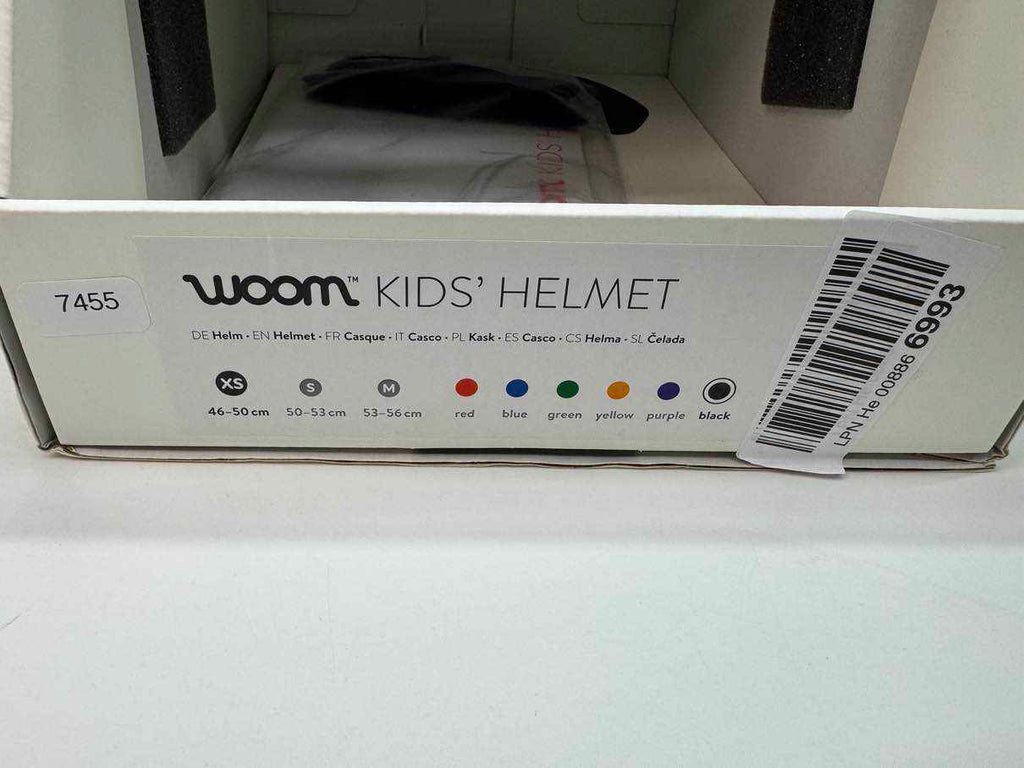 KIDS H
7455
woom™ KIDS' HELMET
DE Helm • EN Helmet • FR Casque • IT Casco • PL Kask • ES Casco • CS Helma • SL Čelada
XS S M
46–50 cm 50–53 cm 53–56 cm red blue green yellow purple black
LPN He 00886 6993